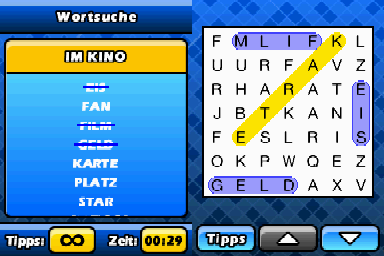 Wortsuche
IM KINO
EIS
FAN
FILM
GELD
KARTE
PLATZ
STAR
Tipps: ∞ Zeit: 00:29
F M L I F K L
U U R F A V Z
R H A R A T E
J B T K A N I
F E S L R I S
O K P W Q E Z
G E L D A X V
Tipps